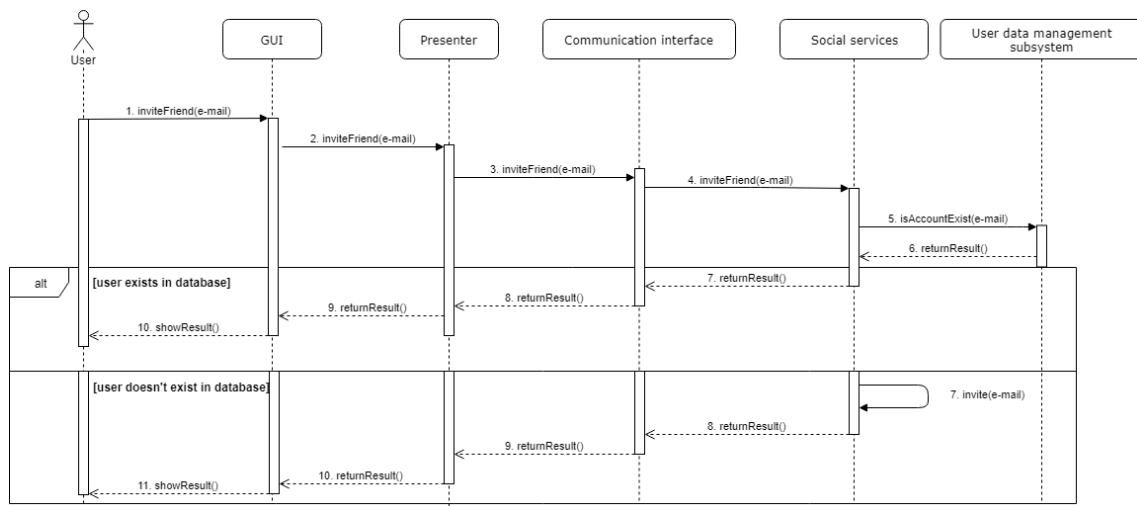 User
GUI
Presenter
Communication interface
Social services
User data management
subsystem
1. inviteFriend(e-mail)
2. inviteFriend(e-mail)
3. inviteFriend(e-mail)
4. inviteFriend(e-mail)
5. isAccountExist(e-mail)
6. returnResult()
alt
[user exists in database]
7. returnResult()
8. returnResult()
9. returnResult()
10. showResult()
[user doesn't exist in database]
7. invite(e-mail)
8. returnResult()
9. returnResult()
10. returnResult()
11. showResult()